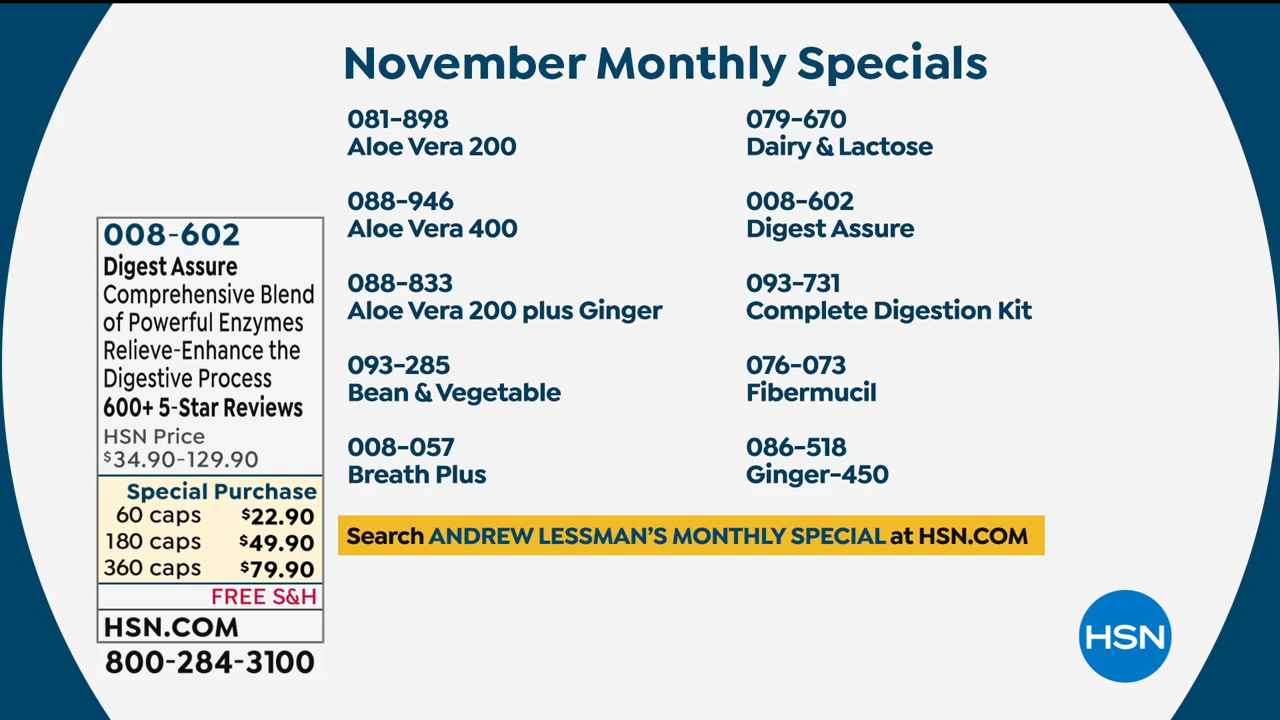 November Monthly Specials
081-898
Aloe Vera 200
088-946
Aloe Vera 400
088-833
Aloe Vera 200 plus Ginger
093-285
Bean & Vegetable
008-057
Breath Plus
079-670
Dairy & Lactose
008-602
Digest Assure
093-731
Complete Digestion Kit
076-073
Fibermucil
086-518
Ginger-450
Search ANDREW LESSMAN'S MONTHLY SPECIAL at HSN.COM
008-602
Digest Assure
Comprehensive Blend
of Powerful Enzymes
Relieve-Enhance the
Digestive Process
600+ 5-Star Reviews
HSN Price
$34.90-129.90
Special Purchase
60 caps $22.90
180 caps $49.90
360 caps $79.90
FREE S&H
HSN.COM
800-284-3100
HSN